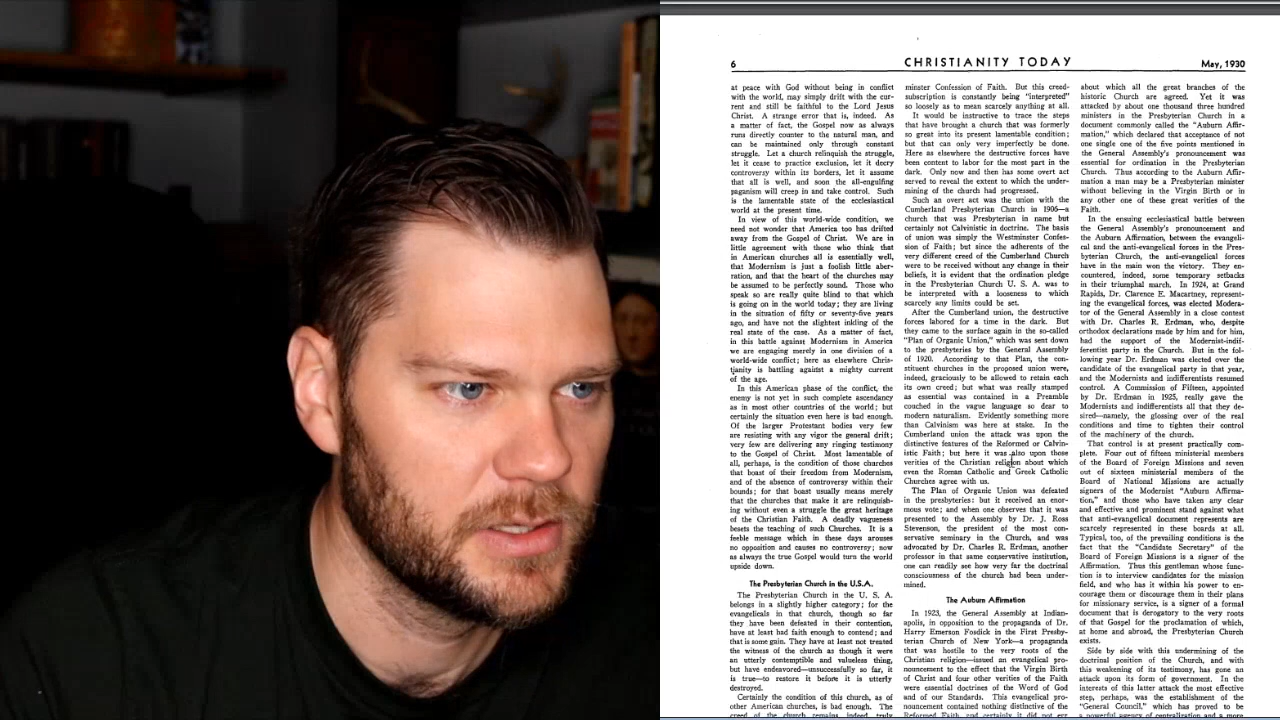 6
CHRISTIANITY TODAY
May, 1930
at peace with God without being in conflict
with the world, may simply drift with the cur-
rent and still be faithful to the Lord Jesus
Christ. A strange error that is, indeed. As
a matter of fact, the Gospel now as always
runs directly counter to the natural man, and
can be maintained only through constant
struggle. Let a church relinquish the struggle,
let it cease to practice exclusion, let it decry
controversy within its borders, let it assume
that all is well, and soon the all-engulfing
paganism will creep in and take control. Such
is the lamentable state of the ecclesiastical
world at the present time.
In view of this world-wide condition, we
need not wonder that America too has drifted
away from the Gospel of Christ. We are in
little agreement with those who think that
in American churches all is essentially well,
that Modernism is just a foolish little aber-
ration, and that the heart of the churches may
be assumed to be perfectly sound. Those who
speak so are really quite blind to that which
is going on in the world today; they are living
in the situation of fifty or seventy-five years
ago, and have not the slightest inkling of the
real state of the case. As a matter of fact,
in this battle against Modernism in America
we are engaging merely in one division of a
world-wide conflict; here as elsewhere Chris-
tianity is battling against a mighty current
of the age.
In this American phase of the conflict, the
enemy is not yet in such complete ascendancy
as in most other countries of the world; but
certainly the situation even here is bad enough.
Of the larger Protestant bodies very few
are resisting with any vigor the general drift;
very few are delivering any ringing testimony
to the Gospel of Christ. Most lamentable of
all, perhaps, is the condition of those churches
that boast of their freedom from Modernism,
and of the absence of controversy within their
bounds; for that boast usually means merely
that the churches that make it are relinquish-
ing without even a struggle the great heritage
of the Christian Faith. A deadly vagueness
besets the teaching of such Churches. It is a
feeble message which in these days arouses
no opposition and causes no controversy; now
as always the true Gospel would turn the world
upside down.
The Presbyterian Church in the U.S.A.
The Presbyterian Church in the U. S. A.
belongs in a slightly higher category; for the
evangelicals in that church, though so far
they have been defeated in their contention,
have at least had faith enough to contend; and
that is some gain. They have at least not treated
the witness of the church as though it were
an utterly contemptible and valueless thing,
but have endeavored—unsuccessfully so far, it
is true—to restore it before it is utterly
destroyed.
Certainly the condition of this church, as of
other American churches, is bad enough. The
creed of the church remains, indeed, truly
minster Confession of Faith. But this creed-
subscription is constantly being "interpreted"
so loosely as to mean scarcely anything at all.
It would be instructive to trace the steps
that have brought a church that was formerly
so great into its present lamentable condition;
but that can only very imperfectly be done.
Here as elsewhere the destructive forces have
been content to labor for the most part in the
dark. Only now and then has some overt act
served to reveal the extent to which the under-
mining of the church had progressed.
Such an overt act was the union with the
Cumberland Presbyterian Church in 1906—a
church that was Presbyterian in name but
certainly not Calvinistic in doctrine. The basis
of union was simply the Westminster Confes-
sion of Faith; but since the adherents of the
very different creed of the Cumberland Church
were to be received without any change in their
beliefs, it is evident that the ordination pledge
in the Presbyterian Church U. S. A. was to
be interpreted with a looseness to which
scarcely any limits could be set.
After the Cumberland union, the destructive
forces labored for a time in the dark. But
they came to the surface again in the so-called
"Plan of Organic Union," which was sent down
to the presbyteries by the General Assembly
of 1920. According to that Plan, the con-
stituent churches in the proposed union were,
indeed, graciously to be allowed to retain each
its own creed; but what was really stamped
as essential was contained in a Preamble
couched in the vague language so dear to
modern naturalism. Evidently something more
than Calvinism was here at stake. In the
Cumberland union the attack was upon the
distinctive features of the Reformed or Calvin-
istic Faith; but here it was also upon those
verities of the Christian religion about which
even the Roman Catholic and Greek Catholic
Churches agree with us.
The Plan of Organic Union was defeated
in the presbyteries: but it received an enor-
mous vote; and when one observes that it was
presented to the Assembly by Dr. J. Ross
Stevenson, the president of the most con-
servative seminary in the Church, and was
advocated by Dr. Charles R. Erdman, another
professor in that same conservative institution,
one can readily see how very far the doctrinal
consciousness of the church had been under-
mined.
The Auburn Affirmation
In 1923, the General Assembly at Indian-
apolis, in opposition to the propaganda of Dr.
Harry Emerson Fosdick in the First Presby-
terian Church of New York—a propaganda
that was hostile to the very roots of the
Christian religion—issued an evangelical pro-
nouncement to the effect that the Virgin Birth
of Christ and four other verities of the Faith
were essential doctrines of the Word of God
and of our Standards. This evangelical pro-
nouncement contained nothing distinctive of the
Reformed Faith, and certainly it did not err
about which all the great branches of the
historic Church are agreed. Yet it was
attacked by about one thousand three hundred
ministers in the Presbyterian Church in a
document commonly called the "Auburn Affir-
mation," which declared that acceptance of not
one single one of the five points mentioned in
the General Assembly's pronouncement was
essential for ordination in the Presbyterian
Church. Thus according to the Auburn Affir-
mation a man may be a Presbyterian minister
without believing in the Virgin Birth or in
any other one of these great verities of the
Faith.
In the ensuing ecclesiastical battle between
the General Assembly's pronouncement and
the Auburn Affirmation, between the evangeli-
cal and the anti-evangelical forces in the Pres-
byterian Church, the anti-evangelical forces
have in the main won the victory. They en-
countered, indeed, some temporary setbacks
in their triumphal march. In 1924, at Grand
Rapids, Dr. Clarence E. Macartney, represent-
ing the evangelical forces, was elected Modera-
tor of the General Assembly in a close contest
with Dr. Charles R. Erdman, who, despite
orthodox declarations made by him and for him,
had the support of the Modernist-indif-
ferentist party in the Church. But in the fol-
lowing year Dr. Erdman was elected over the
candidate of the evangelical party in that year,
and the Modernists and indifferentists resumed
control. A Commission of Fifteen, appointed
by Dr. Erdman in 1925, really gave the
Modernists and indifferentists all that they de-
sired—namely, the glossing over of the real
conditions and time to tighten their control
of the machinery of the church.
That control is at present practically com-
plete. Four out of fifteen ministerial members
of the Board of Foreign Missions and seven
out of sixteen ministerial members of the
Board of National Missions are actually
signers of the Modernist "Auburn Affirma-
tion," and those who have taken any clear
and effective and prominent stand against what
that anti-evangelical document represents are
scarcely represented in these boards at all.
Typical, too, of the prevailing conditions is the
fact that the "Candidate Secretary" of the
Board of Foreign Missions is a signer of the
Affirmation. Thus this gentleman whose func-
tion is to interview candidates for the mission
field, and who has it within his power to en-
courage them or discourage them in their plans
for missionary service, is a signer of a formal
document that is derogatory to the very roots
of that Gospel for the proclamation of which,
at home and abroad, the Presbyterian Church
exists.
Side by side with this undermining of the
doctrinal position of the Church, and with
this weakening of its testimony, has gone an
attack upon its form of government. In the
interests of this latter attack the most effective
step, perhaps, was the establishment of the
"General Council," which has proved to be
a powerful agency of centralization and a more